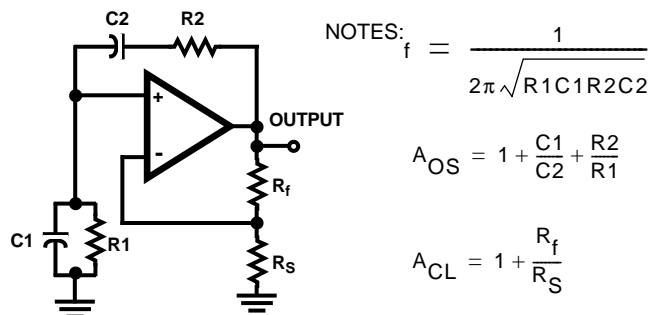 C2
R2
NOTES:
f = 1
2π√R1C1R2C2
+
OUTPUT
-
A_OS = 1 + C1/C2 + R2/R1
R_f
C1
R1
R_S
A_CL = 1 + R_f/R_S